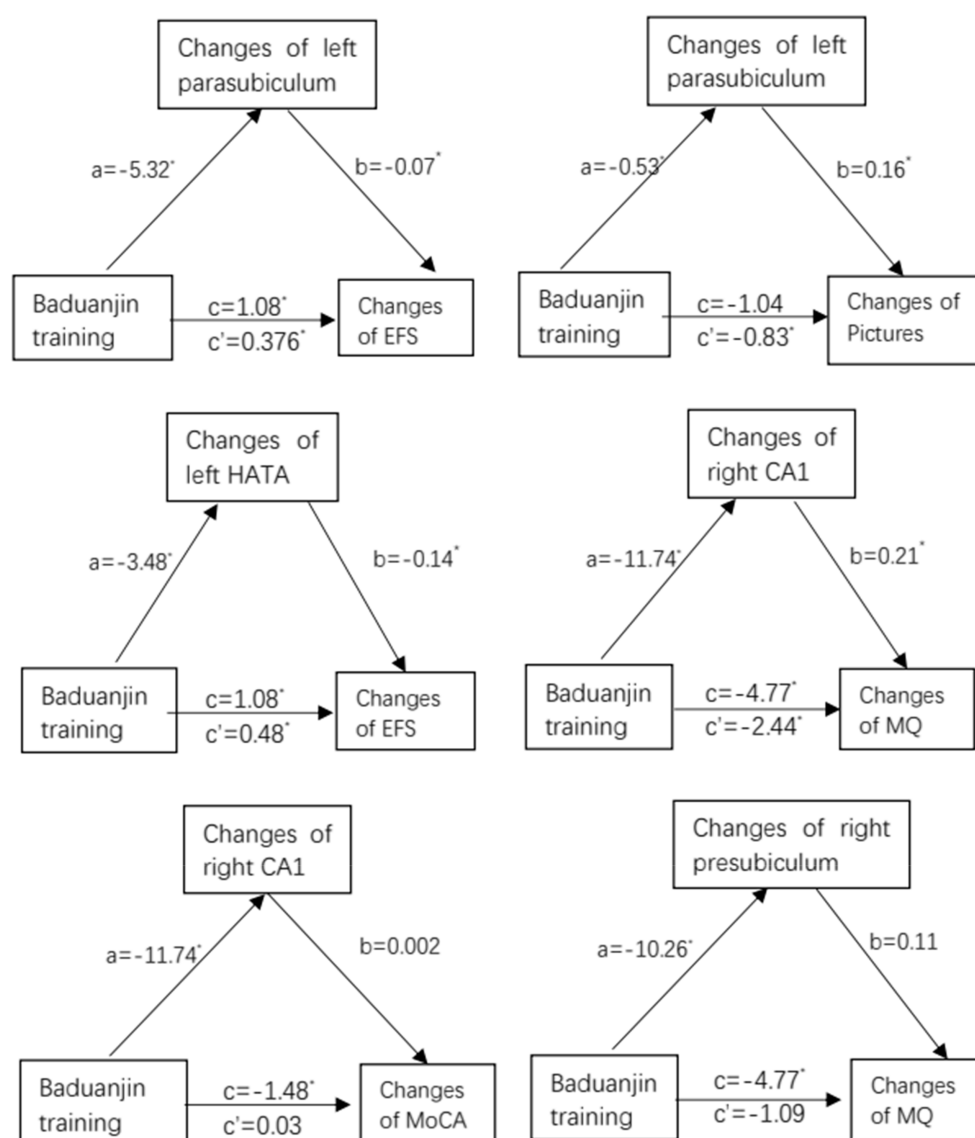 Changes of left
parasubiculum
a=-5.32*
b=-0.07*
Baduanjin
training
c=1.08*
c'=0.376*
Changes
of EFS
Changes of left
parasubiculum
a=-0.53*
b=0.16*
Baduanjin
training
c=-1.04
c'=-0.83*
Changes of
Pictures
Changes of
left HATA
a=-3.48*
b=-0.14*
Baduanjin
training
c=1.08*
c'=0.48*
Changes
of EFS
Changes of
right CA1
a=-11.74*
b=0.21*
Baduanjin
training
c=-4.77*
c'=-2.44*
Changes
of MQ
Changes of
right CA1
a=-11.74*
b=0.002
Baduanjin
training
c=-1.48*
c'=0.03
Changes
of MoCA
Changes of right
presubiculum
a=-10.26*
b=0.11
Baduanjin
training
c=-4.77*
c'=-1.09
Changes
of MQ